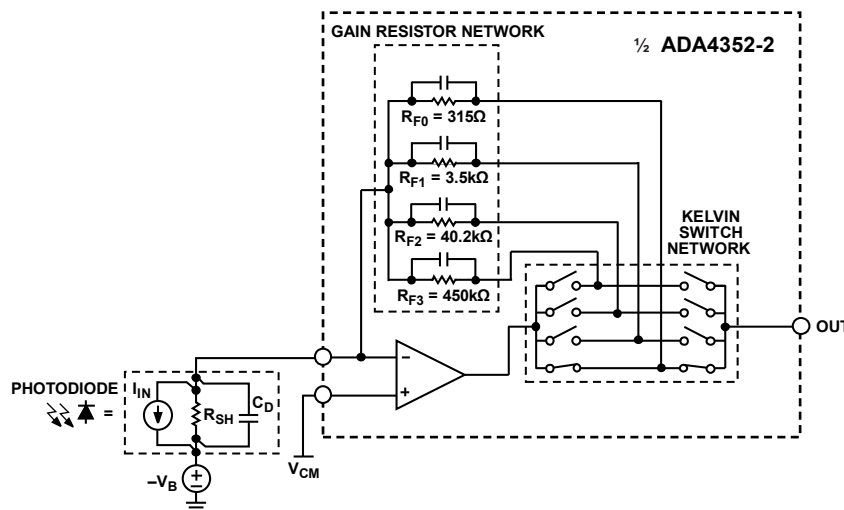 GAIN RESISTOR NETWORK
½ ADA4352-2
RF0 = 315Ω
RF1 = 3.5kΩ
RF2 = 40.2kΩ
RF3 = 450kΩ
KELVIN
SWITCH
NETWORK
OUT
−
+
PHOTODIODE
=
IIN
RSH
CD
VCM
−VB
+
−